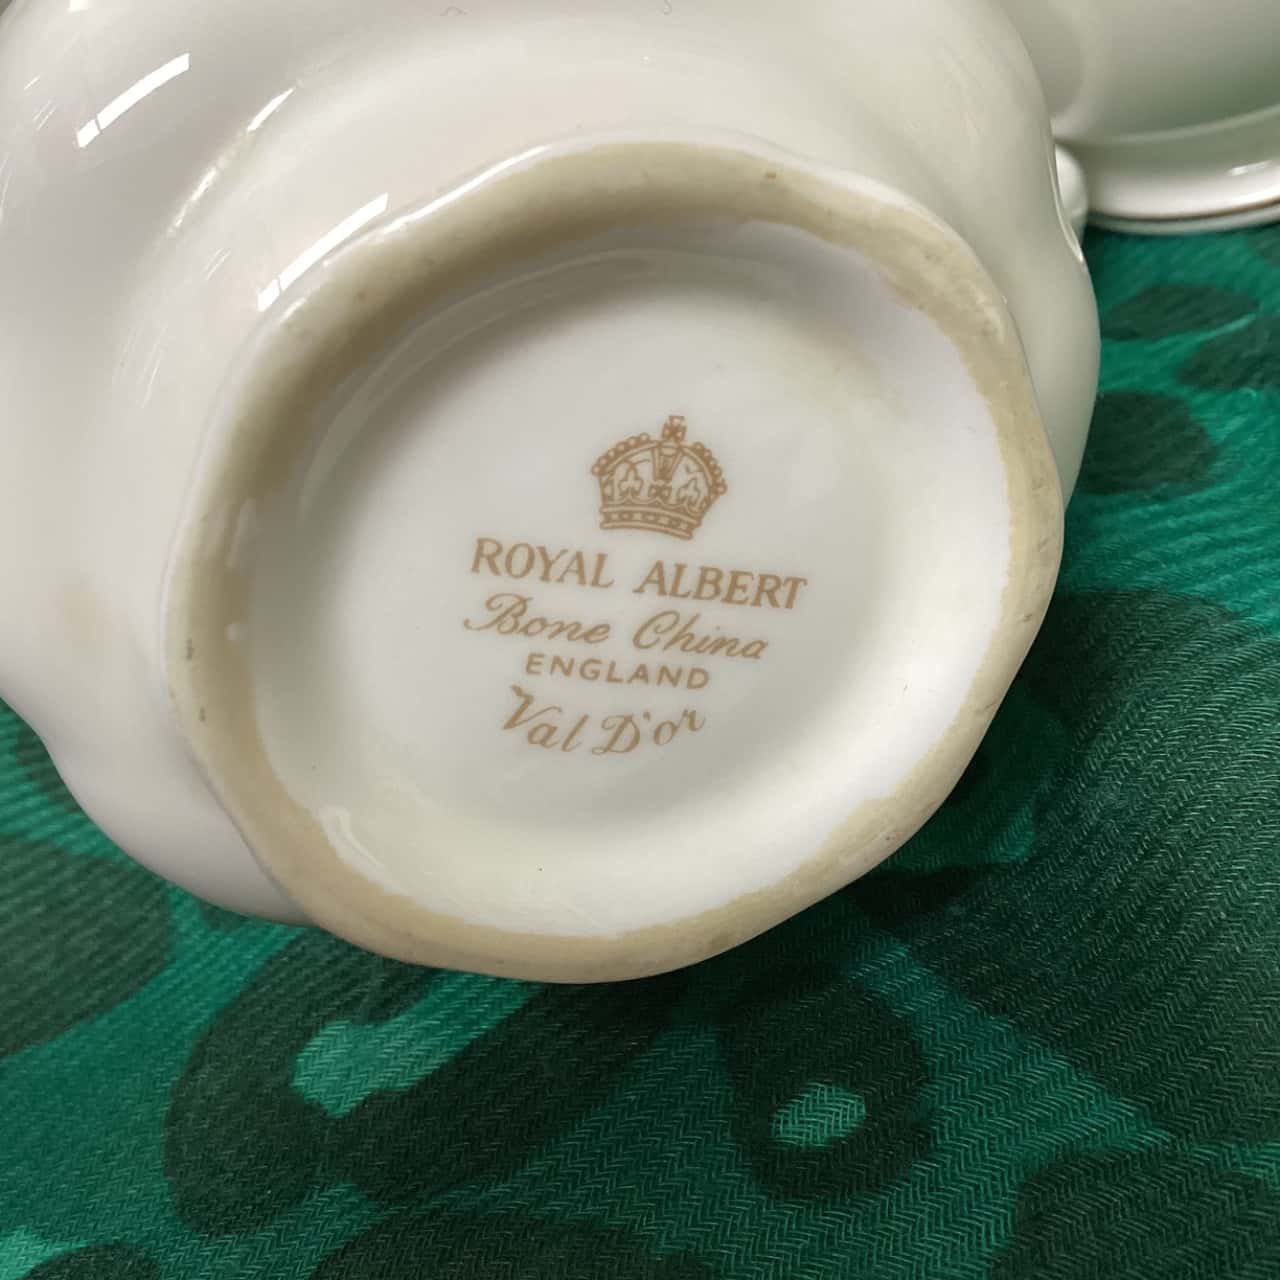 ROYAL ALBERT
Bone China
ENGLAND
Val D'or